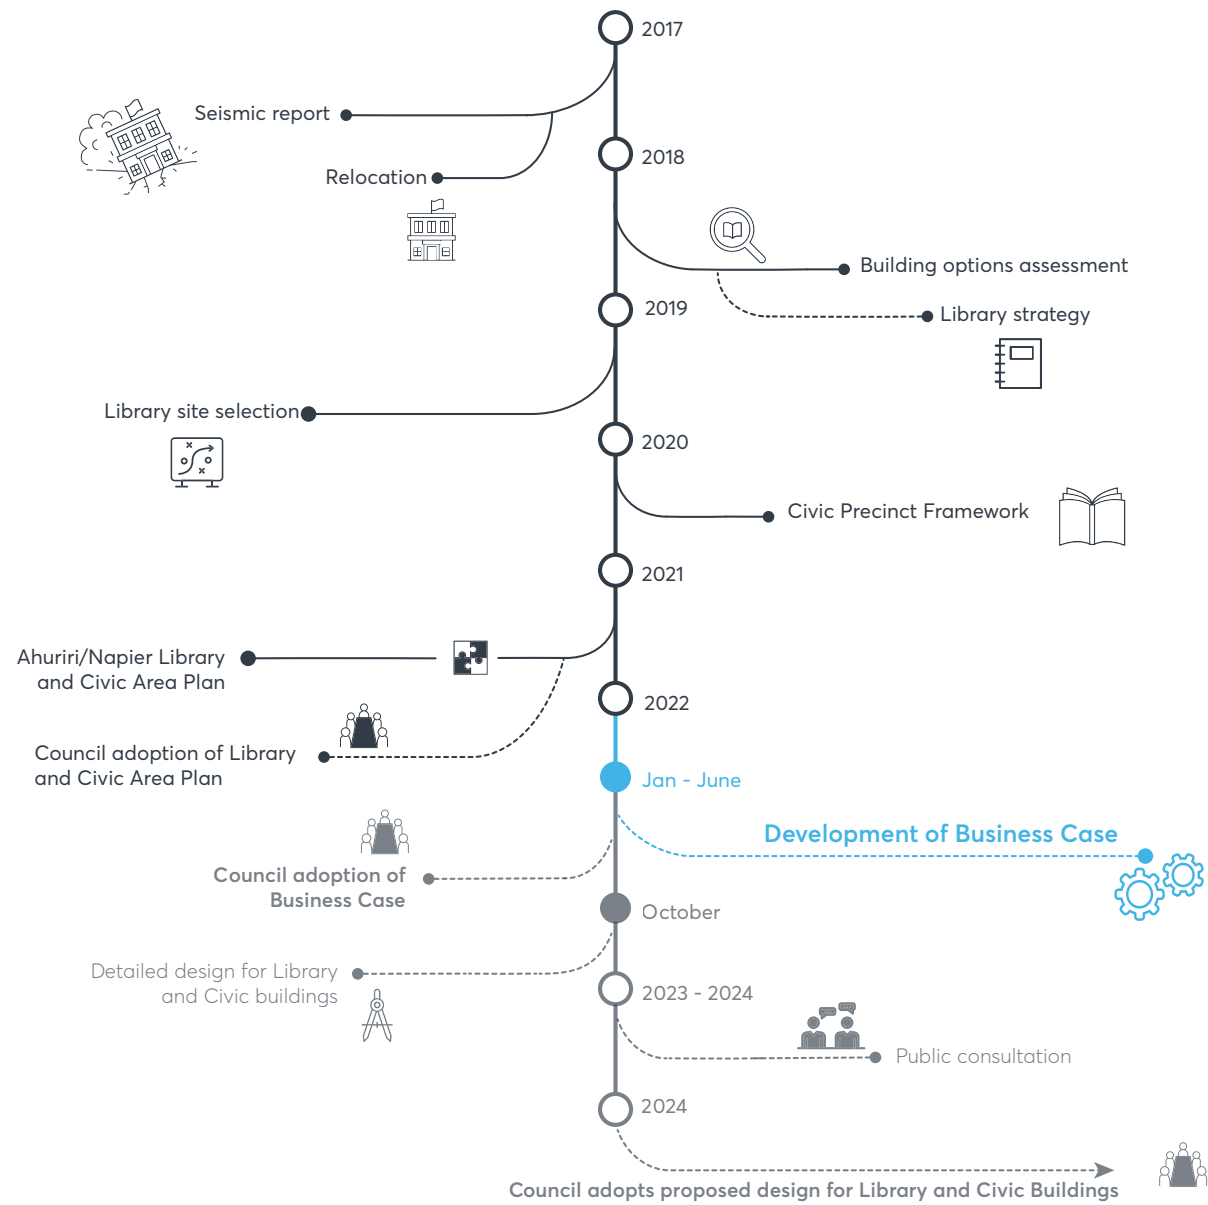 2017
Seismic report
2018
Relocation
Building options assessment
2019
Library strategy
Library site selection
2020
Civic Precinct Framework
2021
Ahuriri/Napier Library
and Civic Area Plan
2022
Council adoption of Library
and Civic Area Plan
Jan - June
Development of Business Case
Council adoption of
Business Case
October
Detailed design for Library
and Civic buildings
2023 - 2024
Public consultation
2024
Council adopts proposed design for Library and Civic Buildings